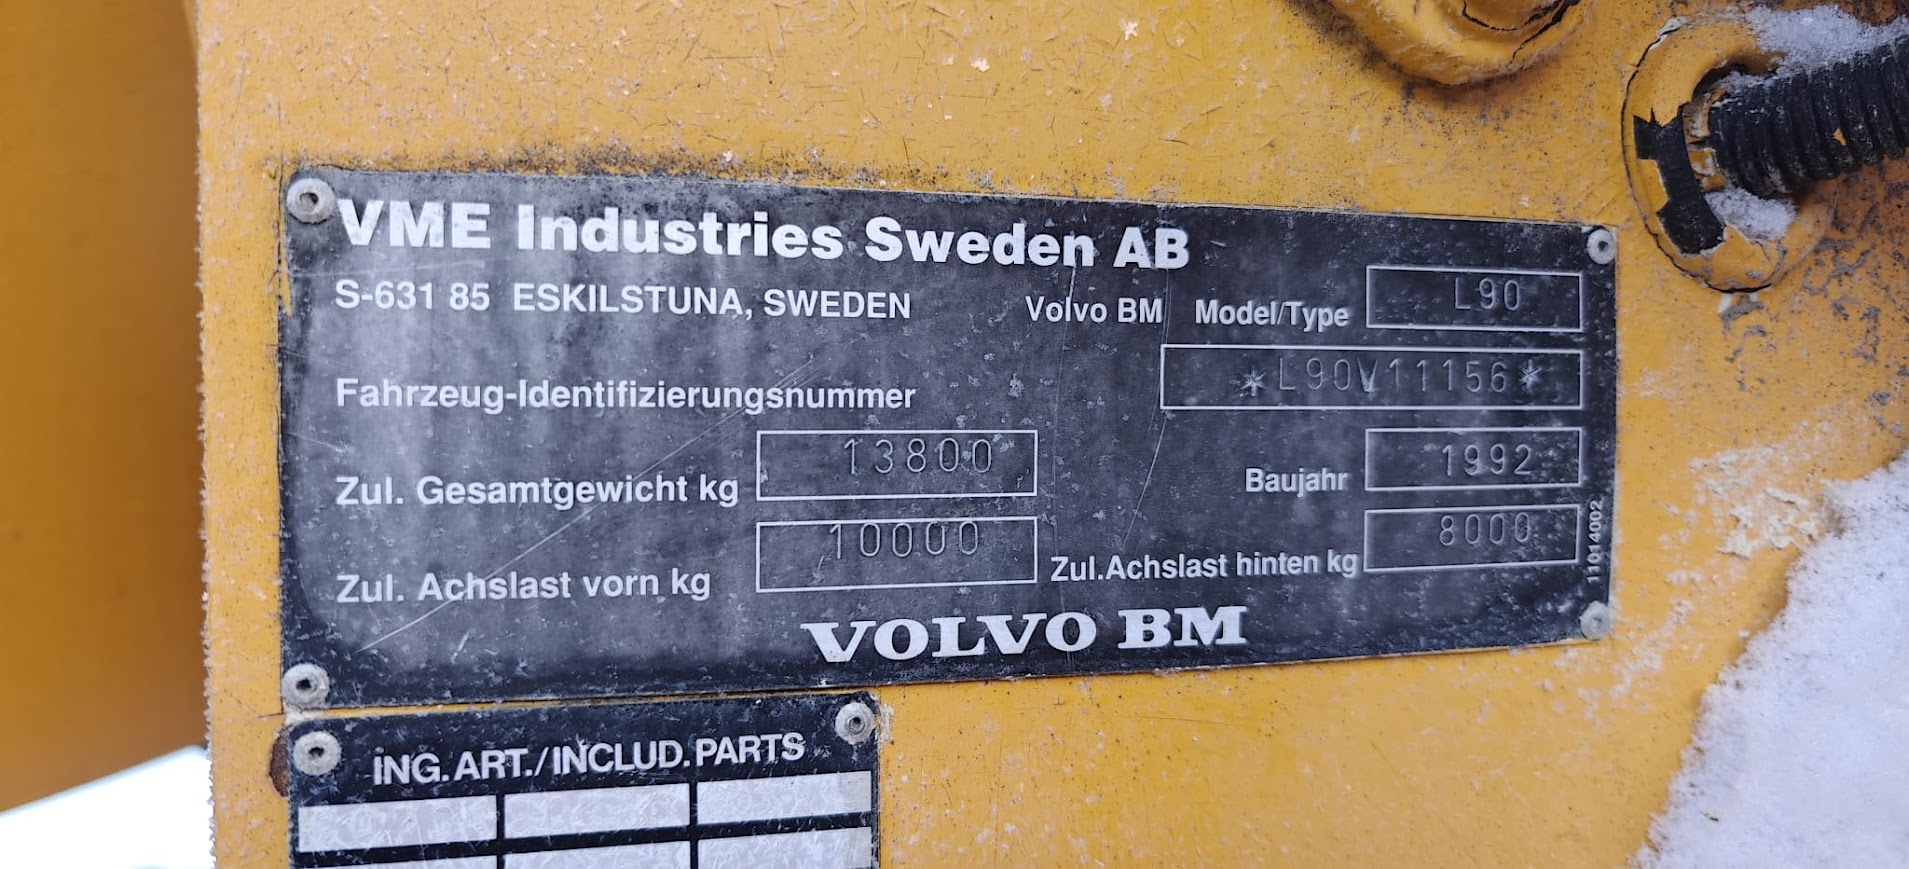 VME Industries Sweden AB
S-631 85 ESKILSTUNA, SWEDEN Volvo BM Model/Type L90
Fahrzeug-Identifizierungsnummer *L90V11156*
Zul. Gesamtgewicht kg 13800 Baujahr 1992
Zul. Achslast vorn kg 10000 Zul.Achslast hinten kg 8000
11014002
VOLVO BM
ING.ART./INCLUD.PARTS